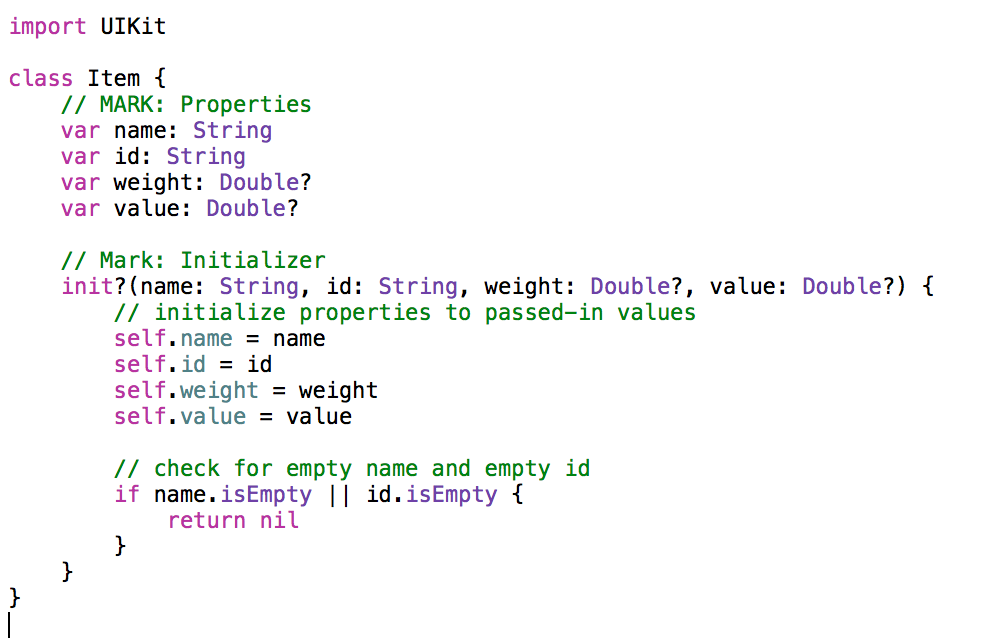 import UIKit
class Item {
    // MARK: Properties
    var name: String
    var id: String
    var weight: Double?
    var value: Double?
    // Mark: Initializer
    init?(name: String, id: String, weight: Double?, value: Double?) {
        // initialize properties to passed-in values
        self.name = name
        self.id = id
        self.weight = weight
        self.value = value
        // check for empty name and empty id
        if name.isEmpty || id.isEmpty {
            return nil
        }
    }
}